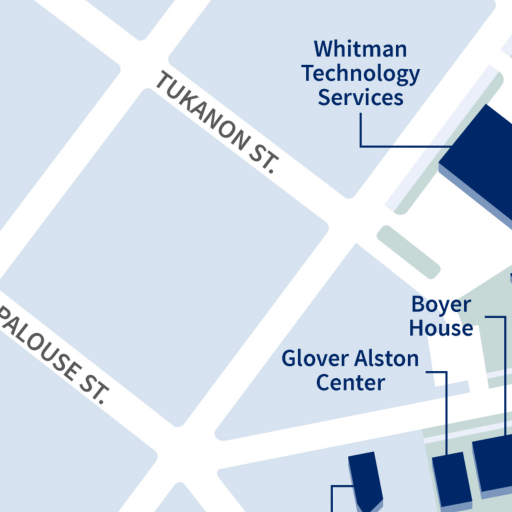 Whitman
Technology
Services
TUKANON ST.
Boyer
House
Glover Alston
Center
PALOUSE ST.